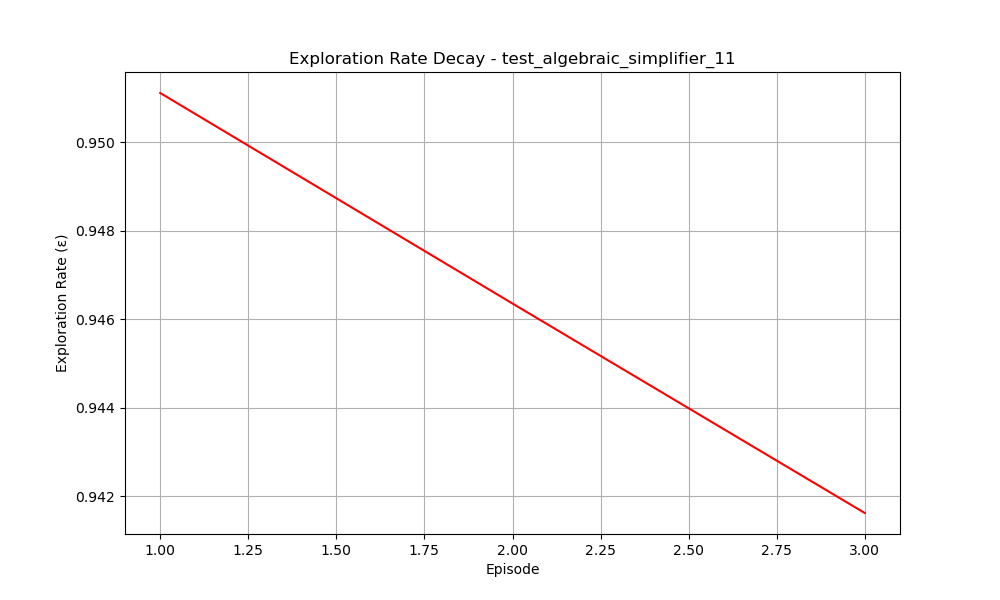 Exploration Rate Decay - test_algebraic_simplifier_11
Exploration Rate (ε)
0.950
0.948
0.946
0.944
0.942
1.00 1.25 1.50 1.75 2.00 2.25 2.50 2.75 3.00
Episode